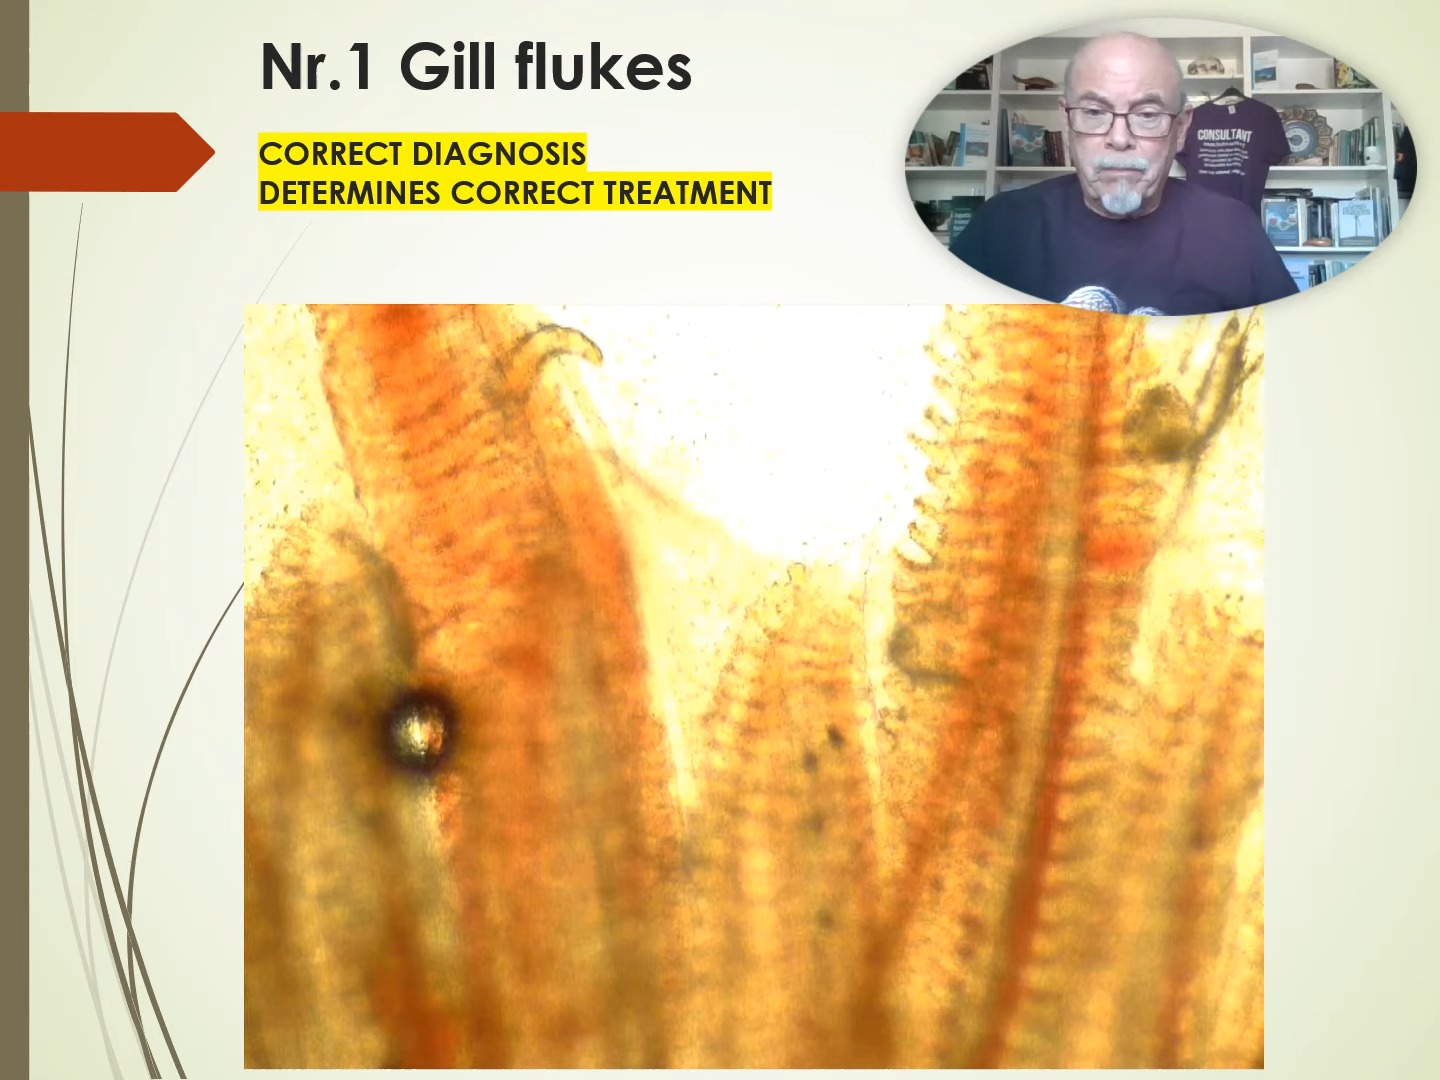 Nr.1 Gill flukes
CORRECT DIAGNOSIS
DETERMINES CORRECT TREATMENT
CONSULTANT